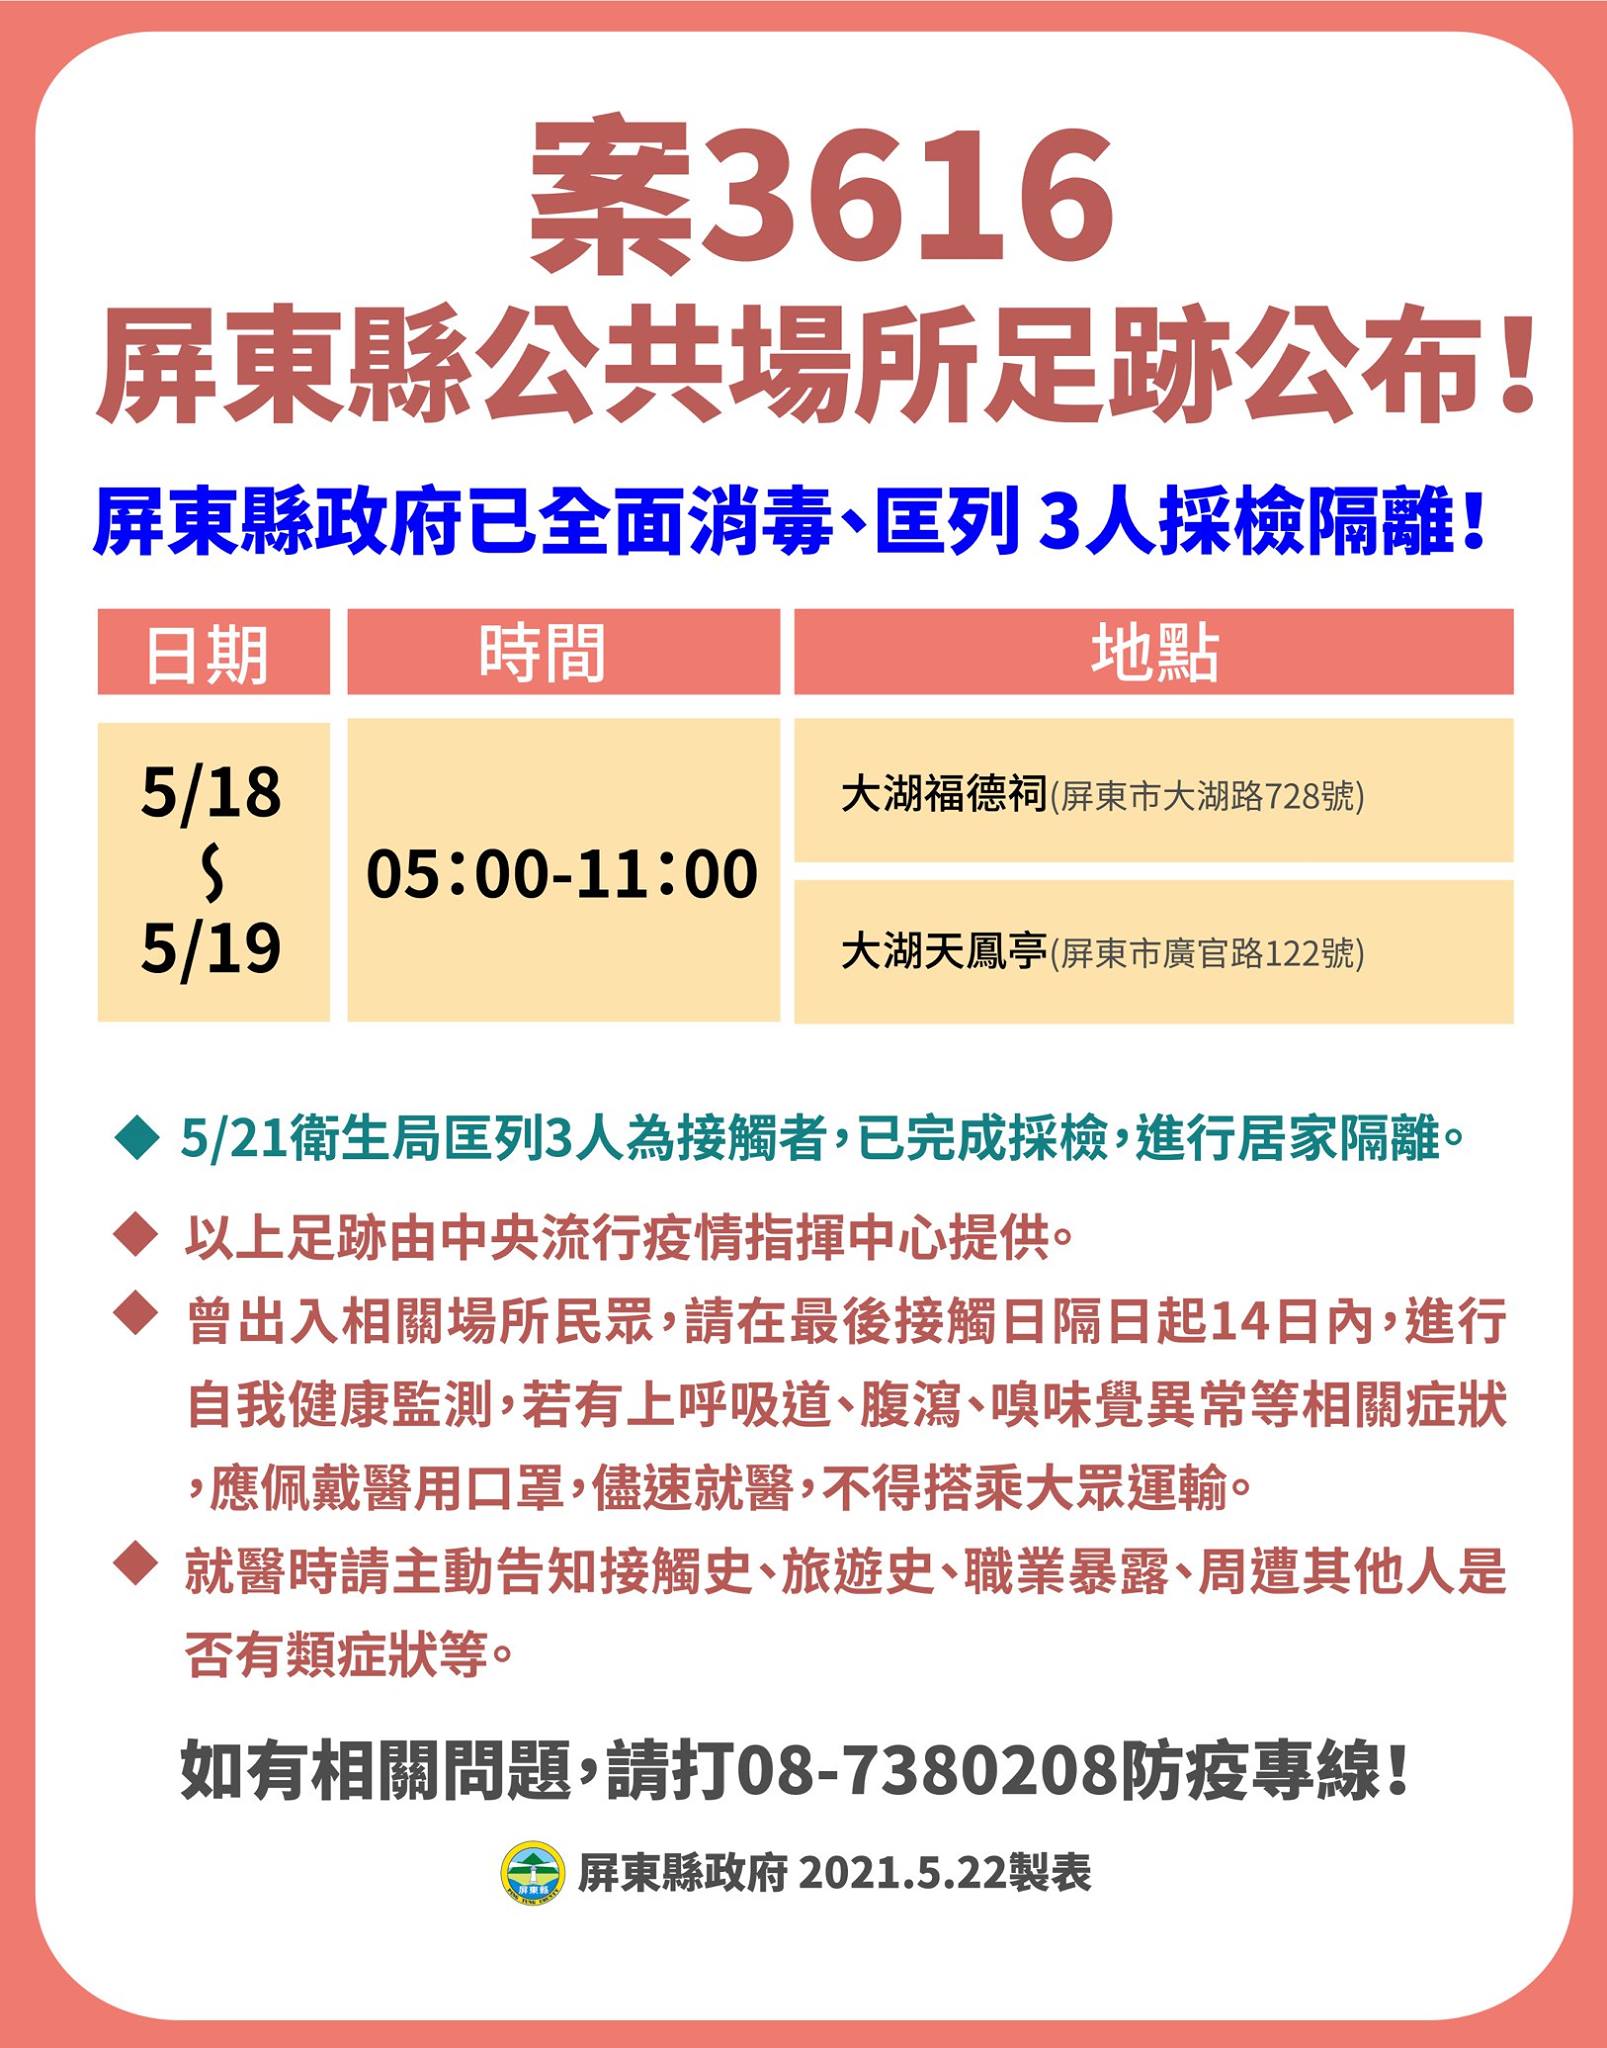 案3616
屏東縣公共場所足跡公布！
屏東縣政府已全面消毒、匡列 3人採檢隔離！
日期
時間
地點
5/18
～
5/19
05：00-11：00
大湖福德祠(屏東市大湖路728號)
大湖天鳳亭(屏東市廣官路122號)
◆ 5/21衛生局匡列3人為接觸者，已完成採檢，進行居家隔離。
◆ 以上足跡由中央流行疫情指揮中心提供。
◆ 曾出入相關場所民眾，請在最後接觸日隔日起14日內，進行
自我健康監測，若有上呼吸道、腹瀉、嗅味覺異常等相關症狀
，應佩戴醫用口罩，儘速就醫，不得搭乘大眾運輸。
◆ 就醫時請主動告知接觸史、旅遊史、職業暴露、周遭其他人是
否有類症狀等。
如有相關問題，請打08-7380208防疫專線！
屏東縣
屏東縣政府 2021.5.22製表